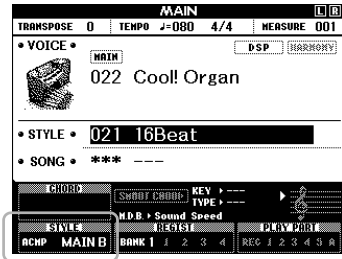 MAIN L R
TRANSPOSE 0 TEMPO ♩=080 4/4 MEASURE 001
• VOICE • DSP HARMONY
MAIN
022 Cool! Organ
• STYLE • 021 16Beat
• SONG • *** ---
CHORD SMART CHORD KEY ▸ ---
TYPE ▸ ---
M.D.B. ▸ Sound Speed
STYLE REGIST PLAY PART
ACMP MAIN B BANK 1 1 2 3 4 REC 1 2 3 4 5 A